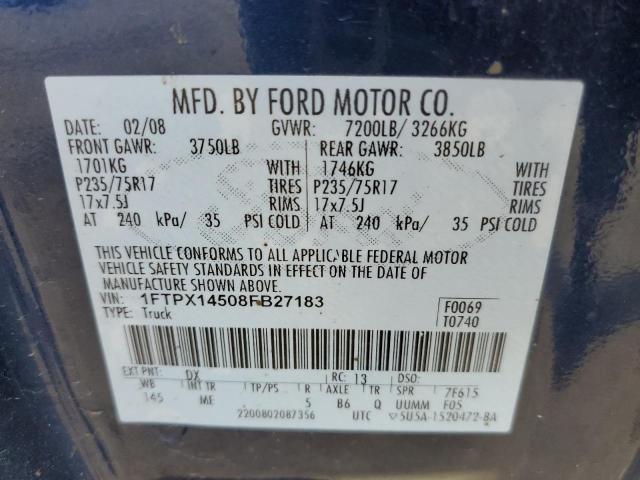 MFD. BY FORD MOTOR CO.
DATE: 02/08 GVWR: 7200LB/ 3266KG
FRONT GAWR: 3750LB REAR GAWR: 3850LB
1701KG WITH 1746KG WITH
P235/75R17 TIRES P235/75R17 TIRES
17x7.5J RIMS 17x7.5J RIMS
AT 240 kPa/ 35 PSI COLD AT 240 kPa/ 35 PSI COLD
THIS VEHICLE CONFORMS TO ALL APPLICABLE FEDERAL MOTOR
VEHICLE SAFETY STANDARDS IN EFFECT ON THE DATE OF
MANUFACTURE SHOWN ABOVE.
VIN: 1FTPX14508FB27183 F0069
TYPE: Truck T0740
EXT PNT: DX RC: 13 DSO:
WB INT TR TP/PS R AXLE TR SPR 7F615
145 ME 5 B6 Q UUMM F05
2200802087356 UTC 5U5A-1520472-BA